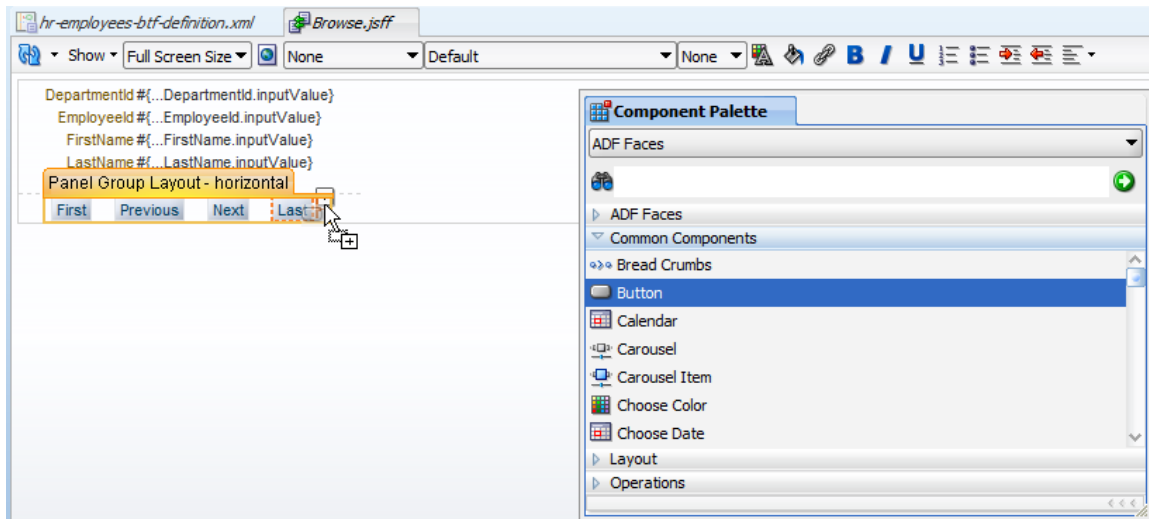 hr-employees-btf-definition.xml Browse.jsff
Show Full Screen Size None Default None B I U
DepartmentId #{...DepartmentId.inputValue}
EmployeeId #{...EmployeeId.inputValue}
FirstName #{...FirstName.inputValue}
LastName #{...LastName.inputValue}
Panel Group Layout - horizontal
First Previous Next Last
Component Palette
ADF Faces
ADF Faces
Common Components
Bread Crumbs
Button
Calendar
Carousel
Carousel Item
Choose Color
Choose Date
Layout
Operations